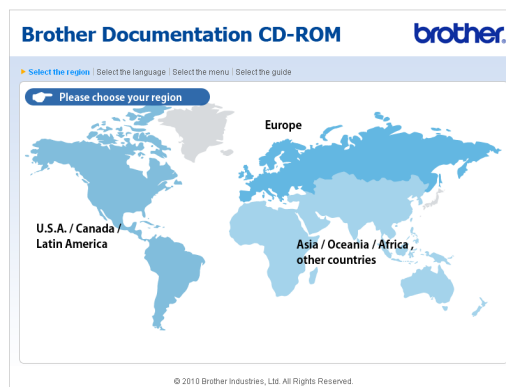 Brother Documentation CD-ROM
brother.
Select the region | Select the language | Select the menu | Select the guide
Please choose your region
Europe
U.S.A. / Canada /
Latin America
Asia / Oceania / Africa ,
other countries
© 2010 Brother Industries, Ltd. All Rights Reserved.